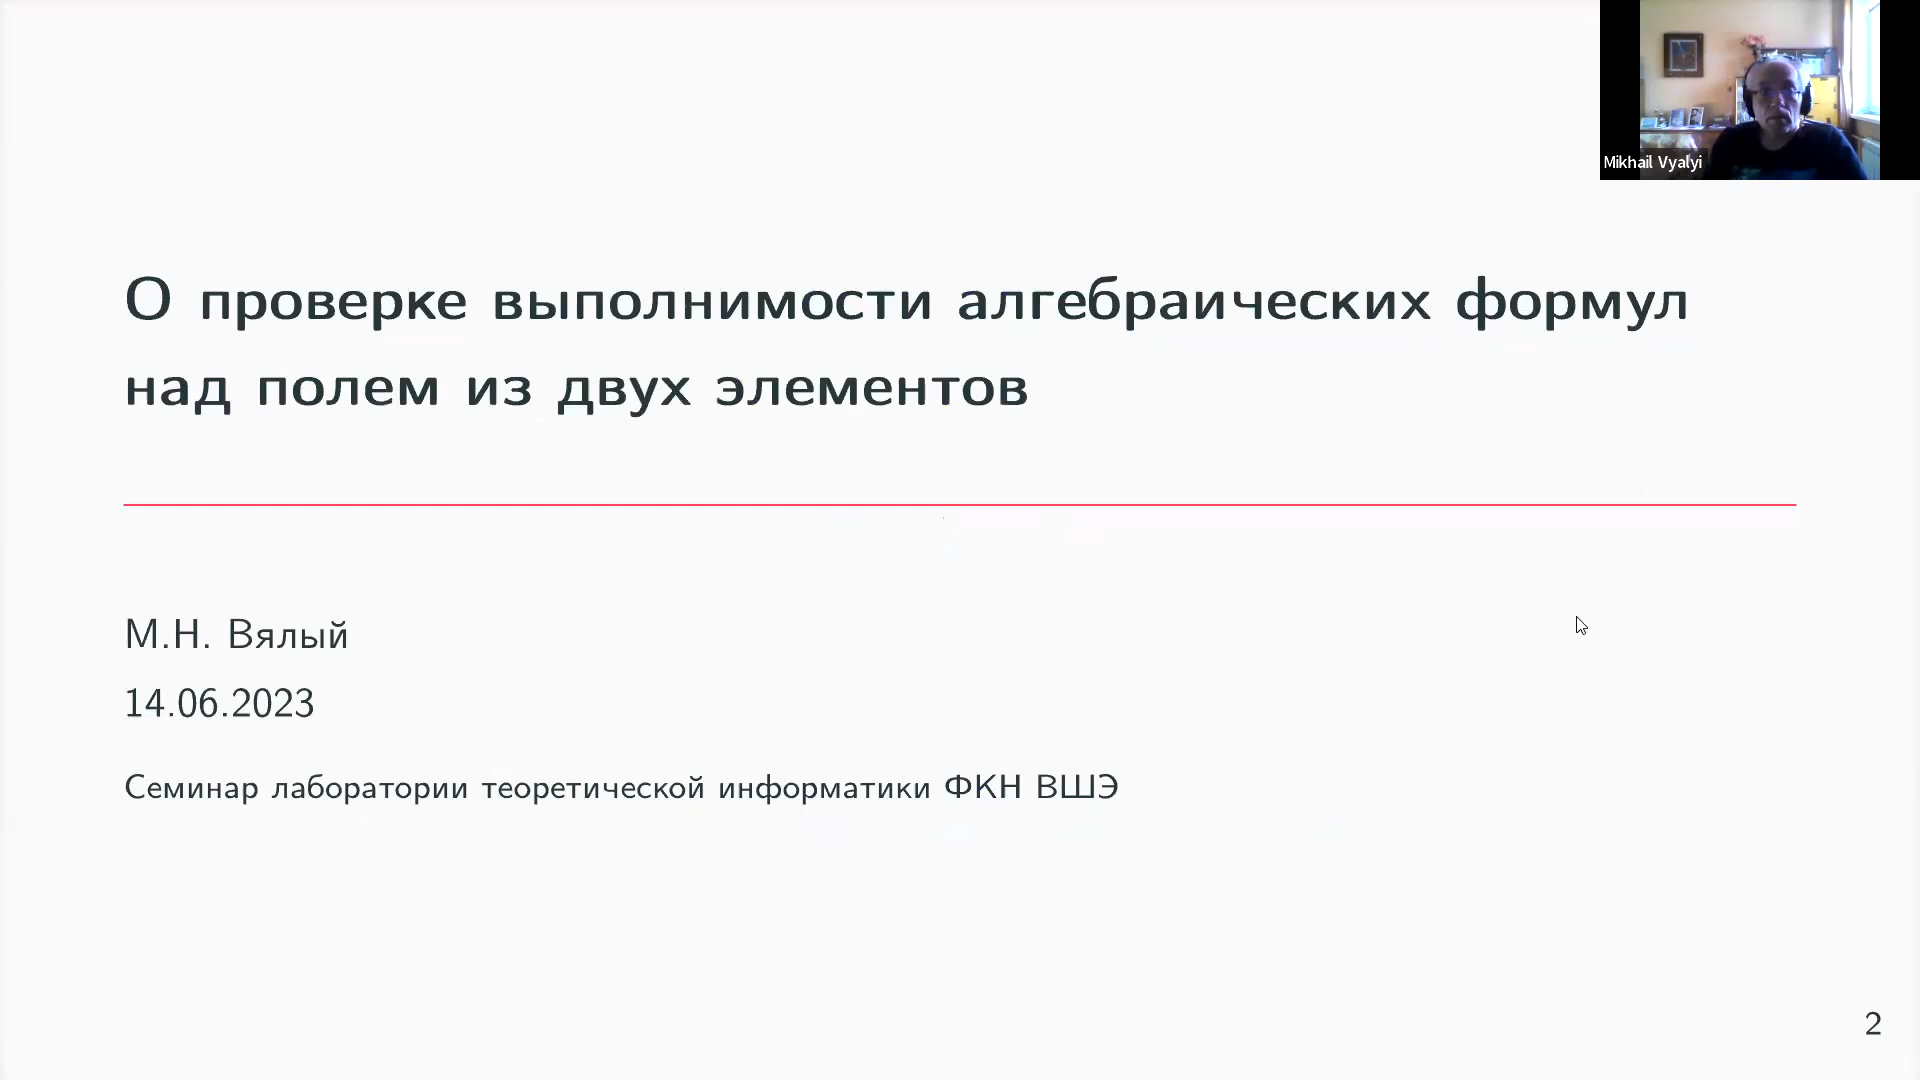 Mikhail Vyalyi
О проверке выполнимости алгебраических формул
над полем из двух элементов
М.Н. Вялый
14.06.2023
Семинар лаборатории теоретической информатики ФКН ВШЭ
2